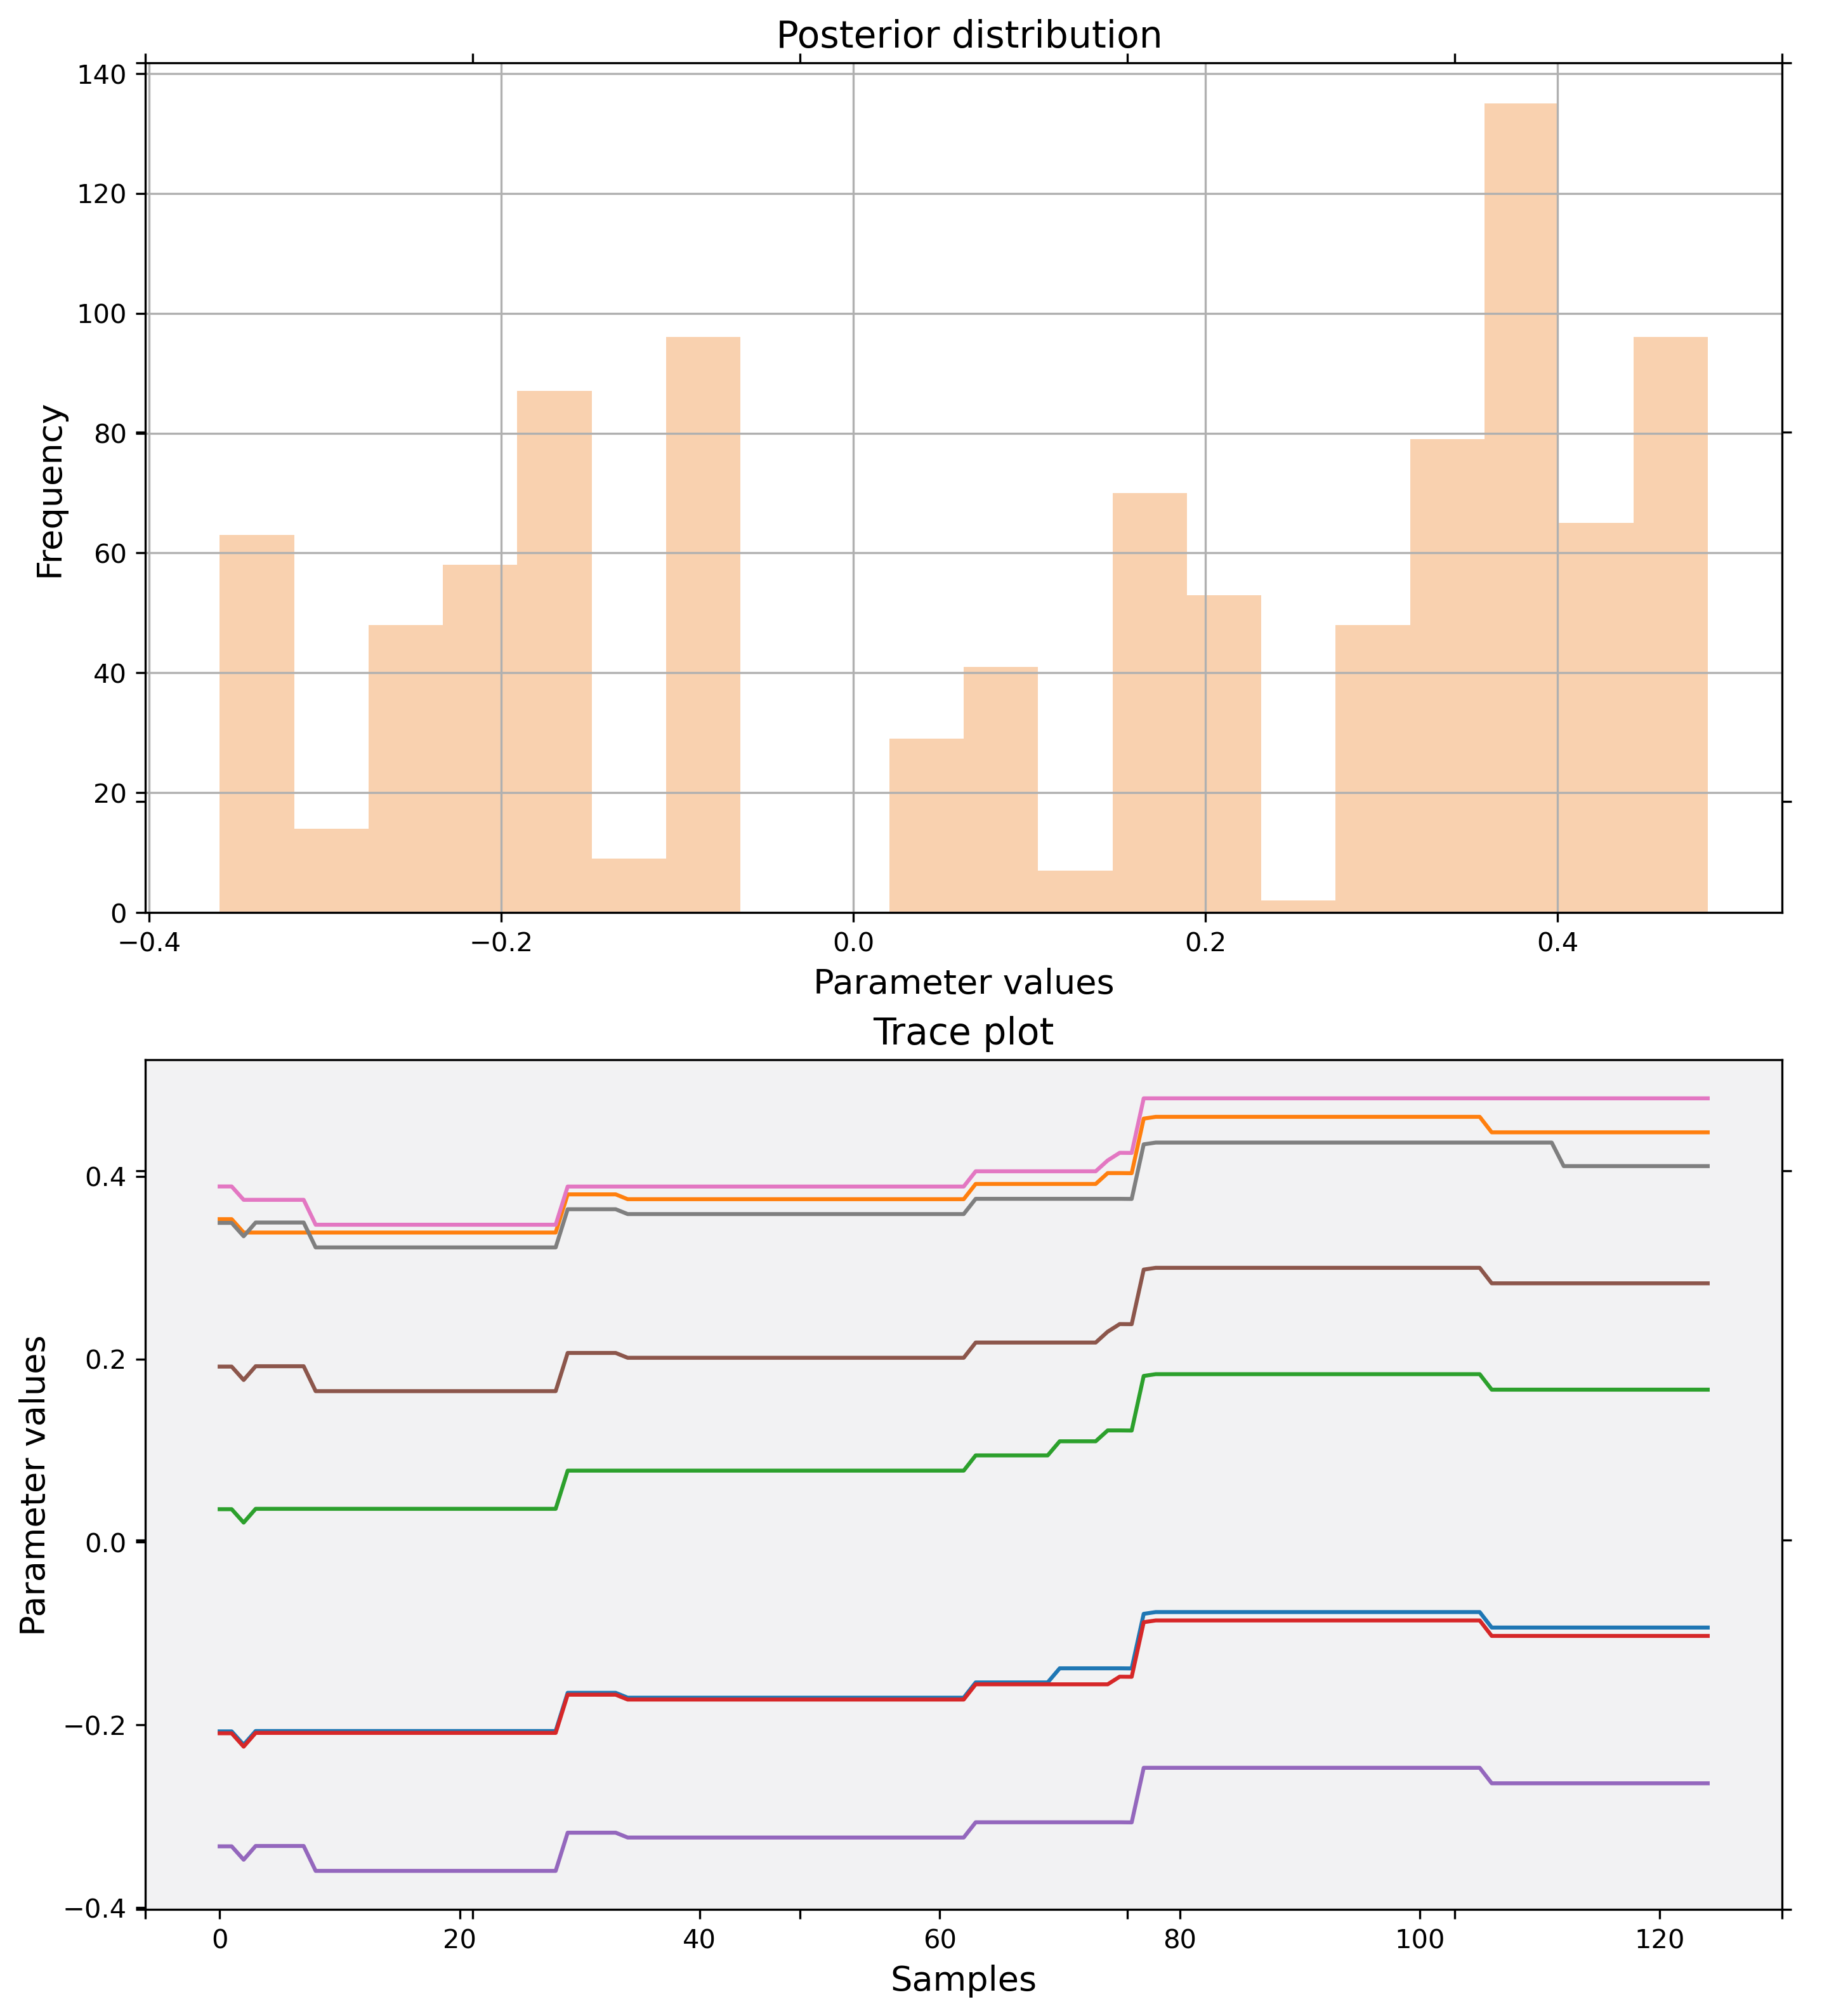 Posterior distribution
140
120
100
80
60
40
20
0
Frequency
−0.4 −0.2 0.0 0.2 0.4
Parameter values
Trace plot
0.4
0.2
0.0
−0.2
−0.4
Parameter values
0 20 40 60 80 100 120
Samples